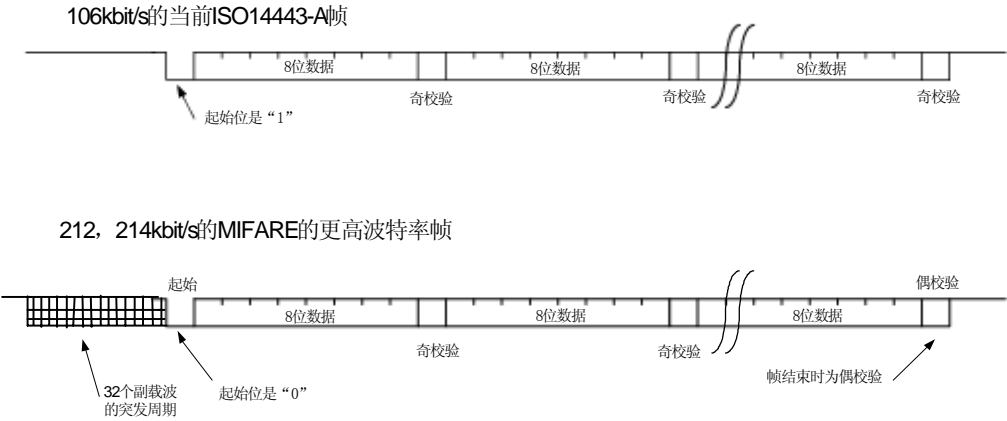 106kbit/s的当前ISO14443-A帧
8位数据
8位数据
8位数据
奇校验
奇校验
奇校验
起始位是“1”
212，214kbit/s的MIFARE的更高波特率帧
起始
偶校验
8位数据
8位数据
8位数据
奇校验
奇校验
帧结束时为偶校验
32个副载波
的突发周期
起始位是“0”